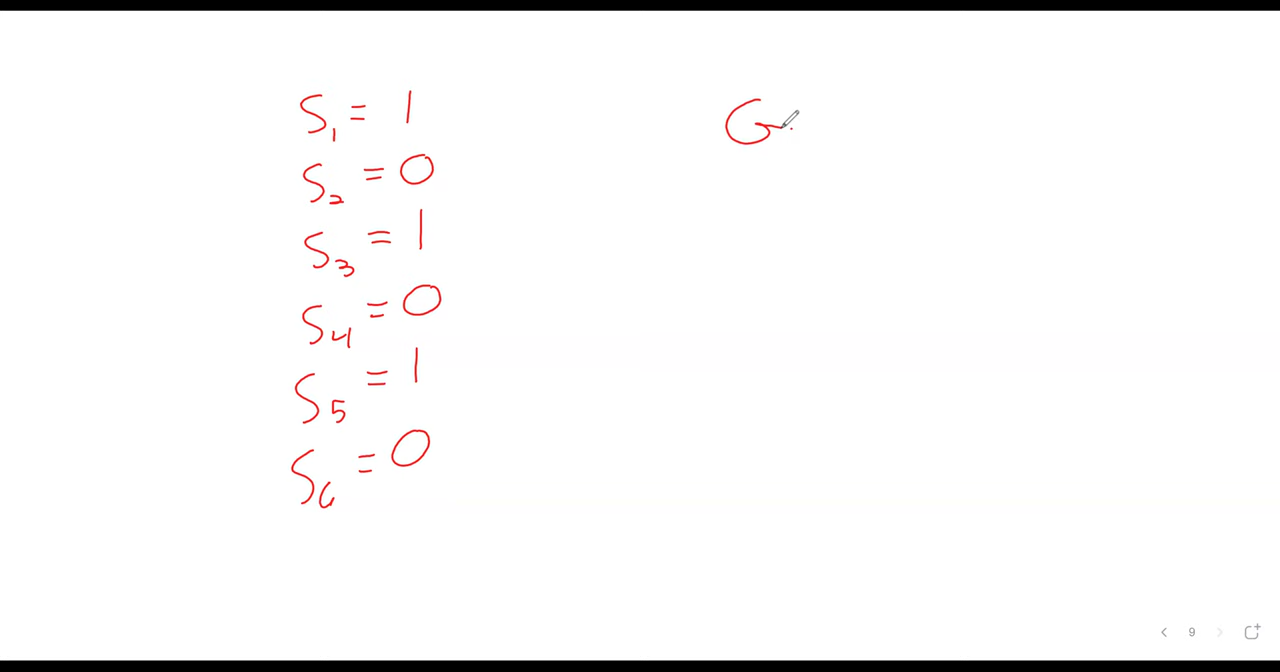 S₁ = 1
S₂ = 0
S₃ = 1
S₄ = 0
S₅ = 1
S₆ = 0
G
9